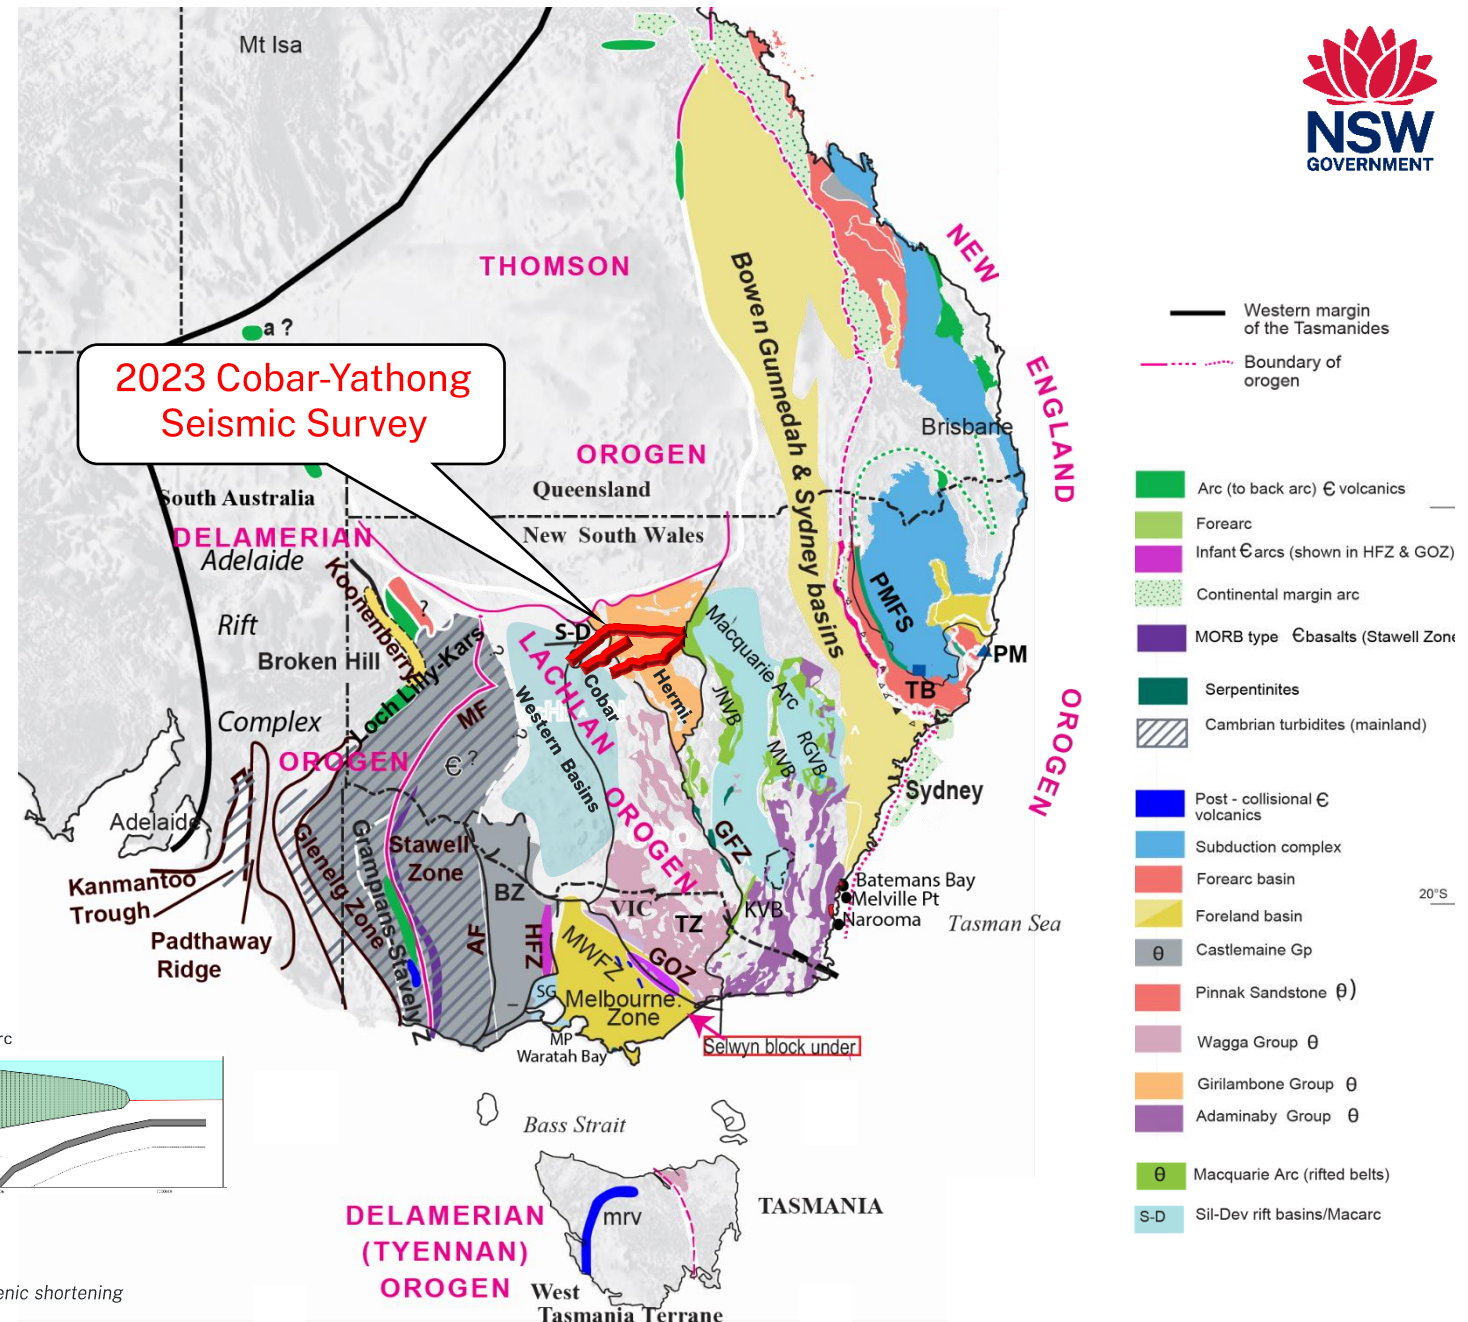 Mt Isa
NSW
GOVERNMENT
THOMSON
NEW
a ?
Western margin
of the Tasmanides
Boundary of
orogen
2023 Cobar-Yathong
Seismic Survey
Bowen Gunnedah & Sydney basins
ENGLAND
Brisbane
OROGEN
Queensland
South Australia
New South Wales
DELAMERIAN
Adelaide
Koonenberry
?
Rift
Broken Hill
Loch Lilly-Kars
?
S-D
LACHLAN
Cobar
Hermi.
Macquarie Arc
PMFS
PM
TB
Complex
OROGEN
MF
Є ?
?
Western Basins
JNVB
MVB
RGVB
OROGEN
Sydney
Adelaide
Glenelg Zone
Grampians-Stavely
Z
Stawell
Zone
OROGEN
GFZ
Kanmantoo
Trough
BZ
VIC
TZ
KVB
Batemans Bay
Melville Pt
Narooma
Tasman Sea
Padthaway
Ridge
AF
HFZ
MWFZ
GOZ
SG
Melbourne
Zone
MP
Waratah Bay
Selwyn block under
Bass Strait
TASMANIA
DELAMERIAN
(TYENNAN)
OROGEN
mrv
West
Tasmania Terrane
rc
enic shortening
Arc (to back arc) Є volcanics
Forearc
Infant Є arcs (shown in HFZ & GOZ)
Continental margin arc
MORB type Є basalts (Stawell Zone
Serpentinites
Cambrian turbidites (mainland)
Post - collisional Є
volcanics
Subduction complex
Forearc basin
20°S
Foreland basin
θ Castlemaine Gp
Pinnak Sandstone θ)
Wagga Group θ
Girilambone Group θ
Adaminaby Group θ
θ Macquarie Arc (rifted belts)
S-D Sil-Dev rift basins/Macarc